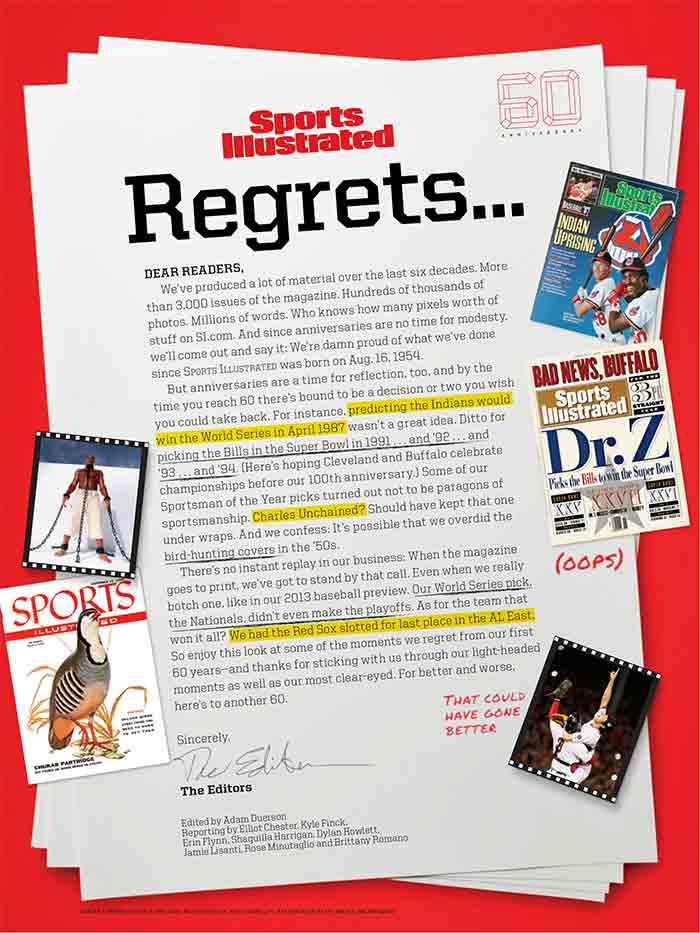 60
ANNIVERSARY
Sports
Illustrated
Regrets...
DEAR READERS,
We've produced a lot of material over the last six decades. More
than 3,000 issues of the magazine. Hundreds of thousands of
photos. Millions of words. Who knows how many pixels worth of
stuff on SI.com. And since anniversaries are no time for modesty,
we'll come out and say it: We're damn proud of what we've done
since SPORTS ILLUSTRATED was born on Aug. 16, 1954.
But anniversaries are a time for reflection, too, and by the
time you reach 60 there's bound to be a decision or two you wish
you could take back. For instance, predicting the Indians would
win the World Series in April 1987 wasn't a great idea. Ditto for
picking the Bills in the Super Bowl in 1991 ... and '92 ... and
'93 ... and '94. (Here's hoping Cleveland and Buffalo celebrate
championships before our 100th anniversary.) Some of our
Sportsman of the Year picks turned out not to be paragons of
sportsmanship. Charles Unchained? Should have kept that one
under wraps. And we confess: It's possible that we overdid the
bird-hunting covers in the '50s.
There's no instant replay in our business: When the magazine
goes to print, we've got to stand by that call. Even when we really
botch one, like in our 2013 baseball preview. Our World Series pick,
the Nationals, didn't even make the playoffs. As for the team that
won it all? We had the Red Sox slotted for last place in the AL East.
So enjoy this look at some of the moments we regret from our first
60 years—and thanks for sticking with us through our light-headed
moments as well as our most clear-eyed. For better and worse,
here's to another 60.
Sincerely,
The Editors
The Editors
Edited by Adam Duerson
Reporting by Elliot Chester, Kyle Finck,
Erin Flynn, Shaquilla Harrigan, Dylan Howlett,
Jamie Lisanti, Rose Minutaglio and Brittany Romano
Sports
Illustrated
BASEBALL '87
INDIAN
UPRISING
BAD NEWS, BUFFALO
Sports
Illustrated
FOR THE
3rd
STRAIGHT
YEAR
Dr. Z
Picks the Bills to win the Super Bowl
SUPER BOWL
XXV
SUPER BOWL
XXVI
SUPER BOWL
(OOPS)
SPORTS
ILLUSTRATED
CHUKAR PARTRIDGE
THAT COULD
HAVE GONE
BETTER